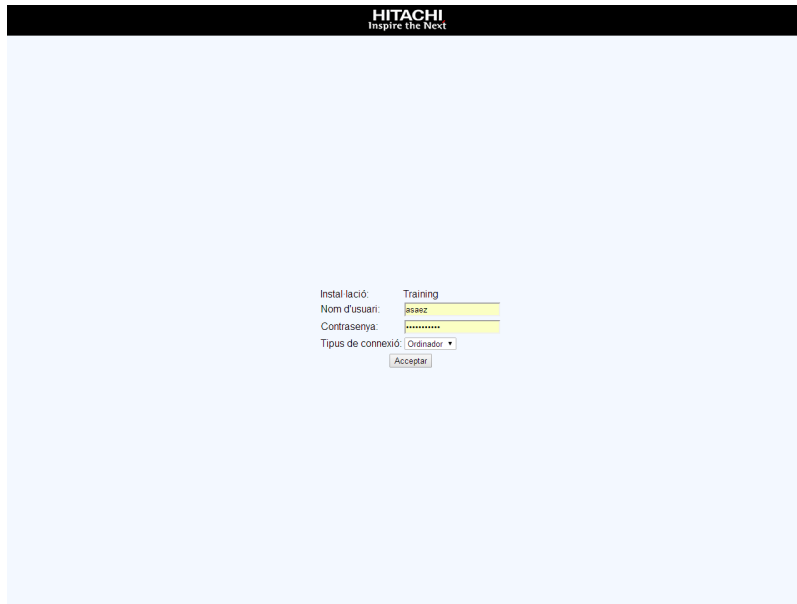 HITACHI
Inspire the Next
Instal·lació: Training
Nom d'usuari: asaez
Contrasenya: •••••••••••
Tipus de connexió: Ordinador
Acceptar